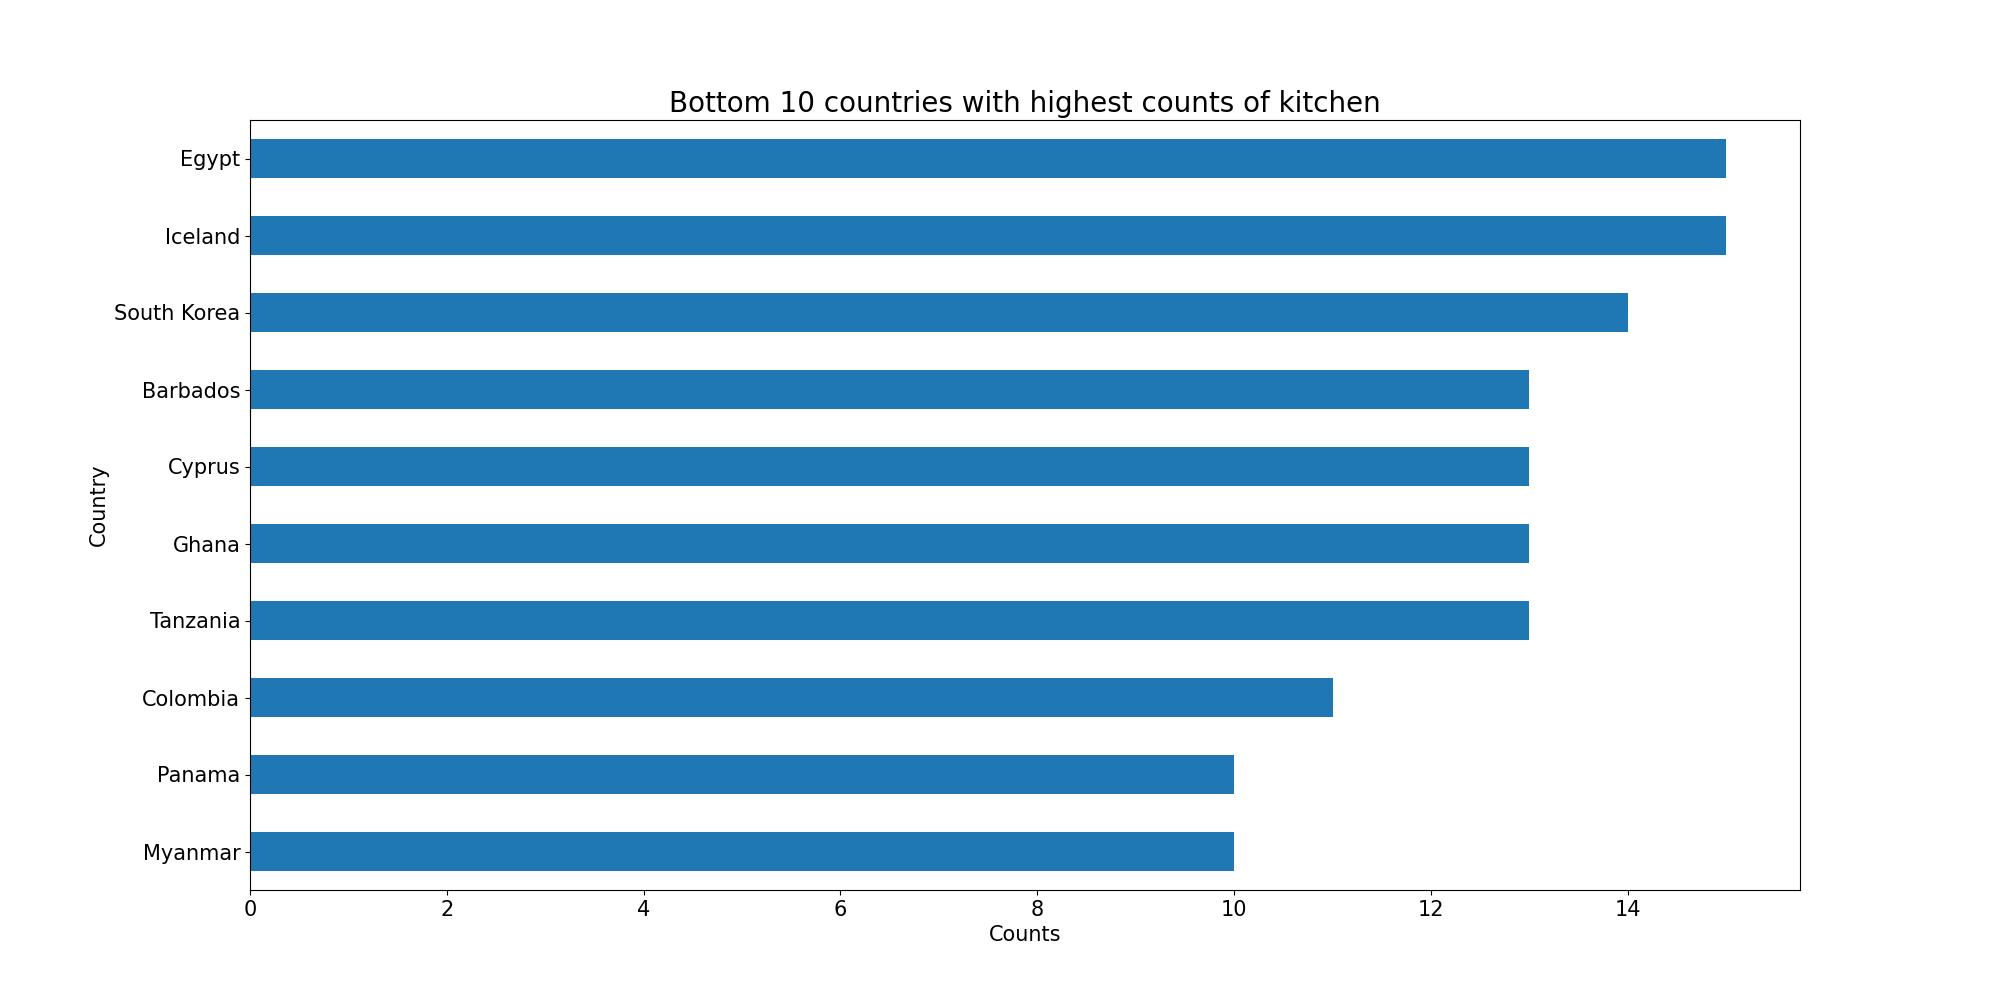 Bottom 10 countries with highest counts of kitchen
Egypt
Iceland
South Korea
Barbados
Cyprus
Ghana
Tanzania
Colombia
Panama
Myanmar
Country
0 2 4 6 8 10 12 14
Counts